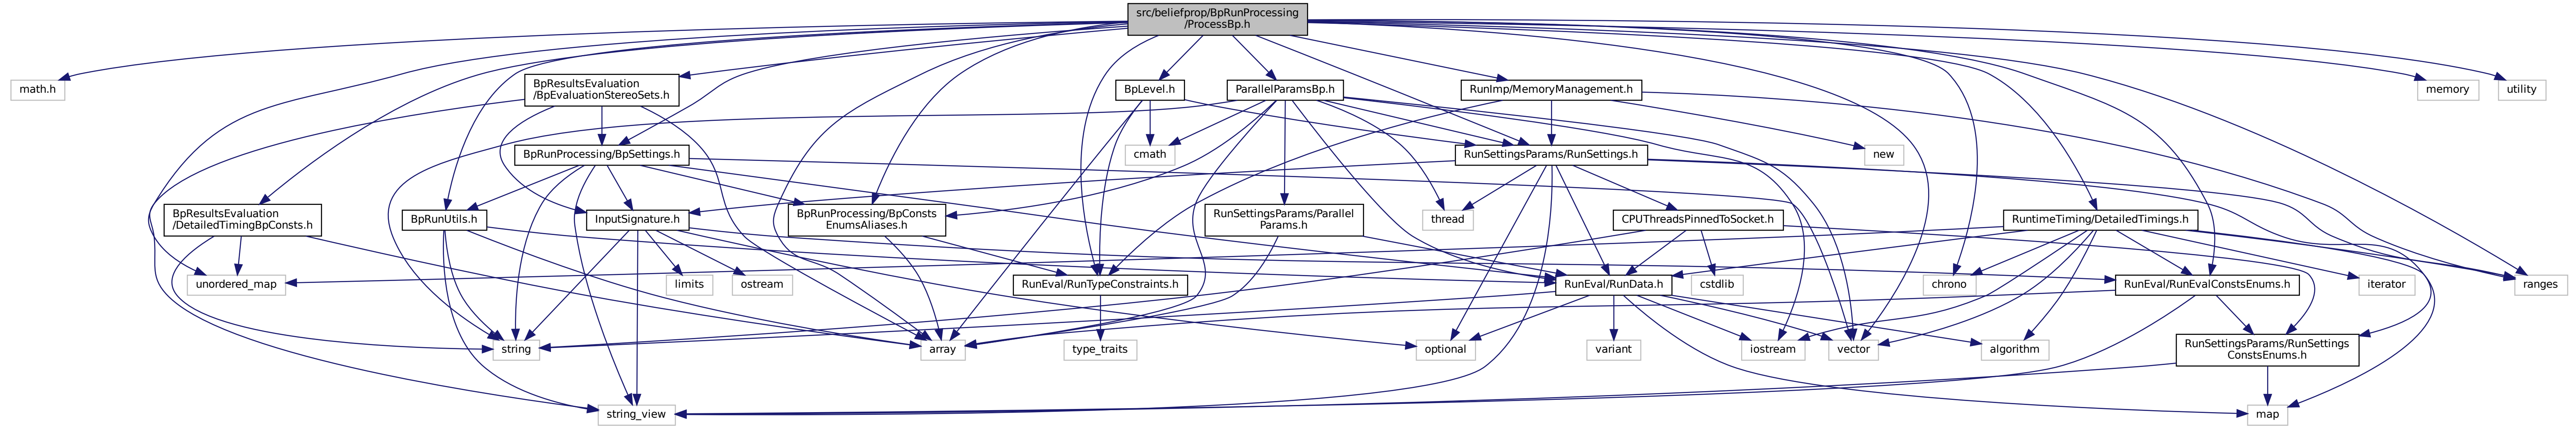 src/beliefprop/BpRunProcessing
/ProcessBp.h
math.h
BpResultsEvaluation
/BpEvaluationStereoSets.h
BpLevel.h
ParallelParamsBp.h
RunImp/MemoryManagement.h
memory
utility
BpRunProcessing/BpSettings.h
cmath
RunSettingsParams/RunSettings.h
new
BpResultsEvaluation
/DetailedTimingBpConsts.h
BpRunUtils.h
InputSignature.h
BpRunProcessing/BpConsts
EnumsAliases.h
RunSettingsParams/Parallel
Params.h
thread
CPUThreadsPinnedToSocket.h
RuntimeTiming/DetailedTimings.h
unordered_map
limits
ostream
RunEval/RunTypeConstraints.h
RunEval/RunData.h
cstdlib
chrono
RunEval/RunEvalConstsEnums.h
iterator
ranges
string
array
type_traits
optional
variant
iostream
vector
algorithm
RunSettingsParams/RunSettings
ConstsEnums.h
string_view
map